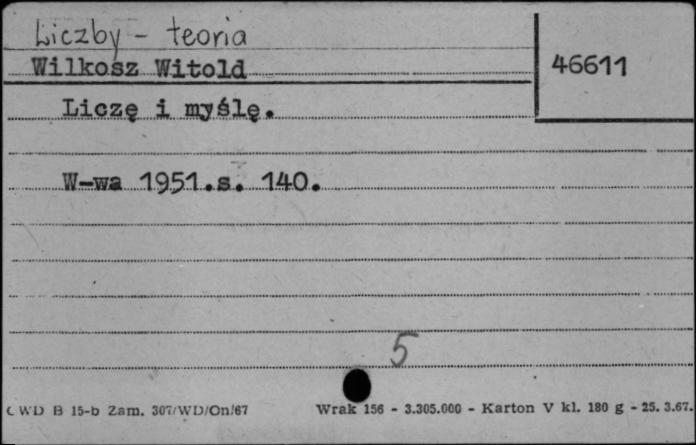 Liczby - teoria
Wilkosz Witold
46611
Liczę i myślę.
W-wa 1951.s. 140.
5
CWD B 15-b Zam. 307/WD/On/67
Wrak 156 - 3.305.000 - Karton V kl. 180 g - 25. 3.67.